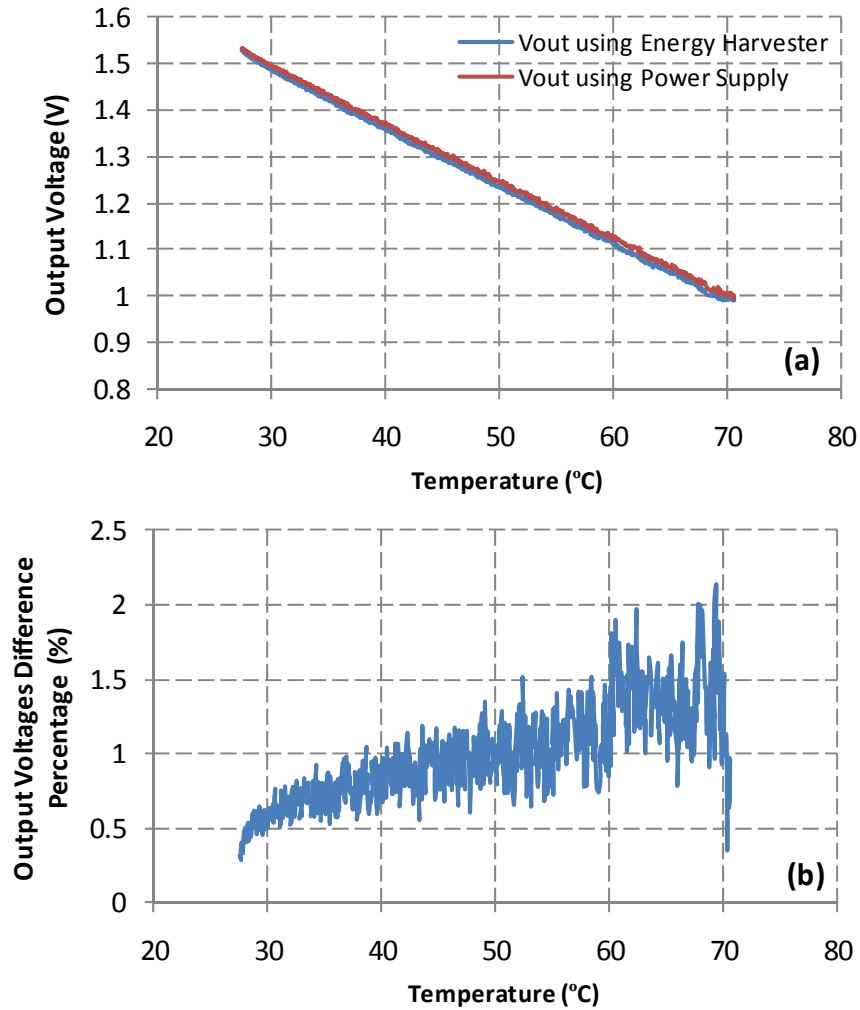 Output Voltage (V)
1.6
1.5
1.4
1.3
1.2
1.1
1
0.9
0.8
Vout using Energy Harvester
Vout using Power Supply
(a)
20 30 40 50 60 70 80
Temperature (°C)
Output Voltages Difference
Percentage (%)
2.5
2
1.5
1
0.5
0
(b)
20 30 40 50 60 70 80
Temperature (°C)